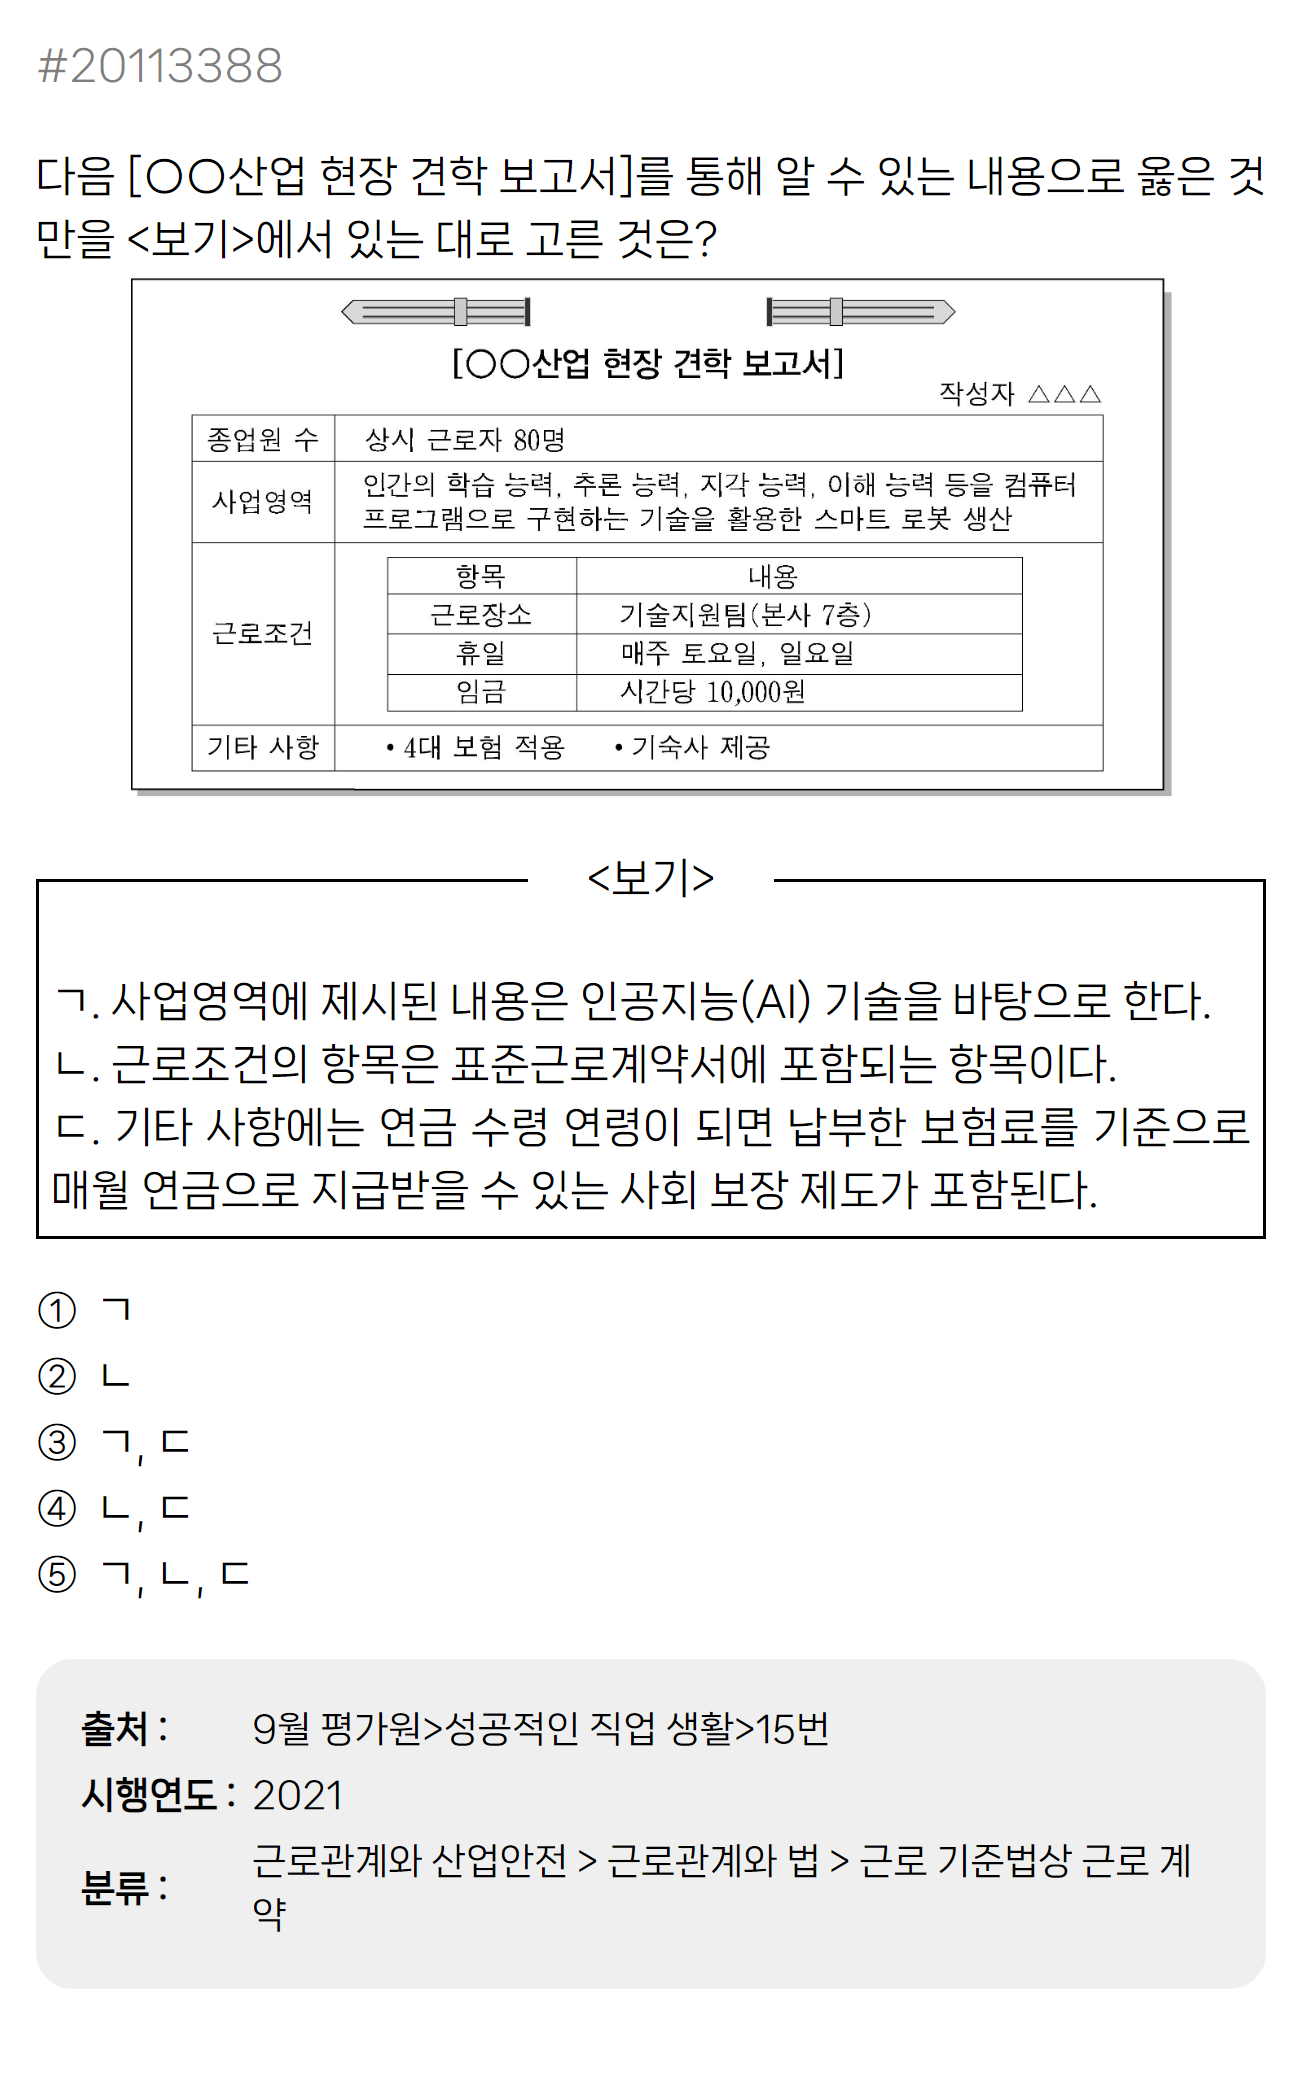 #20113388
다음 [○○산업 현장 견학 보고서]를 통해 알 수 있는 내용으로 옳은 것
만을 <보기>에서 있는 대로 고른 것은?
[○○산업 현장 견학 보고서]
작성자 △△△
종업원 수 상시 근로자 80명
사업영역 인간의 학습 능력, 추론 능력, 지각 능력, 이해 능력 등을 컴퓨터
프로그램으로 구현하는 기술을 활용한 스마트 로봇 생산
근로조건
항목 내용
근로장소 기술지원팀(본사 7층)
휴일 매주 토요일, 일요일
임금 시간당 10,000원
기타 사항 • 4대 보험 적용 • 기숙사 제공
<보기>
ㄱ. 사업영역에 제시된 내용은 인공지능(AI) 기술을 바탕으로 한다.
ㄴ. 근로조건의 항목은 표준근로계약서에 포함되는 항목이다.
ㄷ. 기타 사항에는 연금 수령 연령이 되면 납부한 보험료를 기준으로
매월 연금으로 지급받을 수 있는 사회 보장 제도가 포함된다.
① ㄱ
② ㄴ
③ ㄱ, ㄷ
④ ㄴ, ㄷ
⑤ ㄱ, ㄴ, ㄷ
출처 : 9월 평가원>성공적인 직업 생활>15번
시행연도 : 2021
분류 : 근로관계와 산업안전 > 근로관계와 법 > 근로 기준법상 근로 계
약